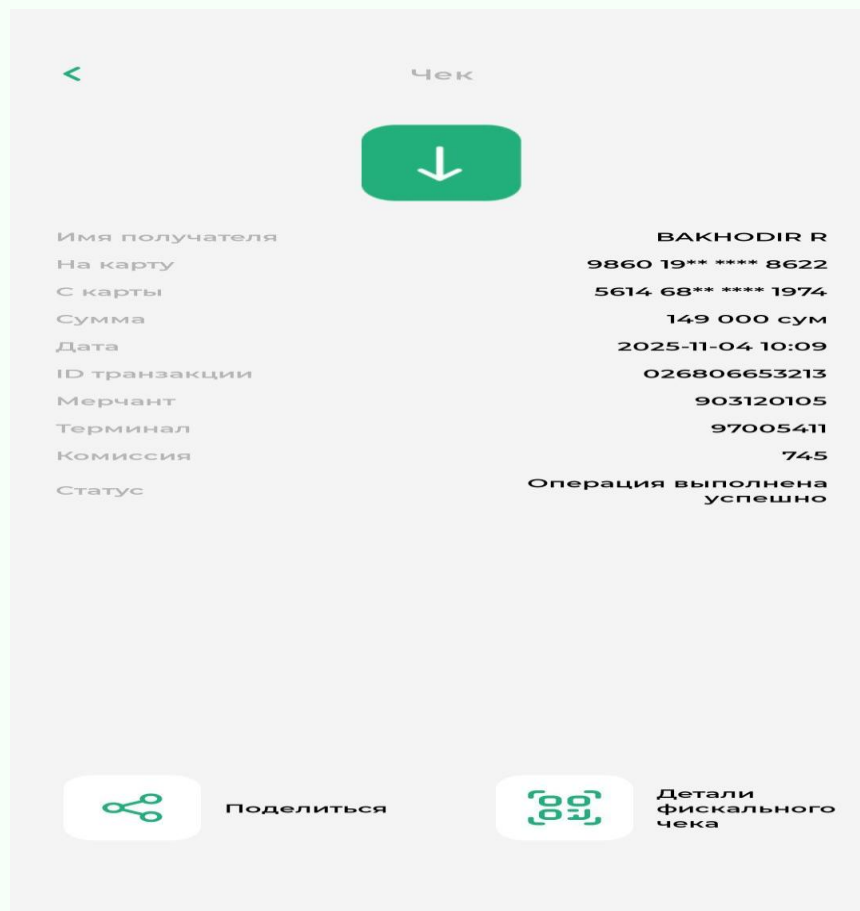 <
Чек
Имя получателя BAKHODIR R
На карту 9860 19** **** 8622
С карты 5614 68** **** 1974
Сумма 149 000 сум
Дата 2025-11-04 10:09
ID транзакции 026806653213
Мерчант 903120105
Терминал 97005411
Комиссия 745
Статус Операция выполнена
успешно
Поделиться
Детали
фискального
чека